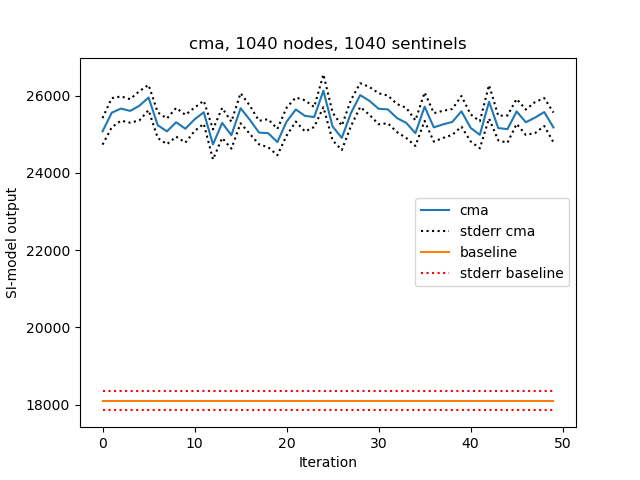 cma, 1040 nodes, 1040 sentinels
SI-model output
26000
24000
22000
20000
18000
cma
stderr cma
baseline
stderr baseline
0 10 20 30 40 50
Iteration